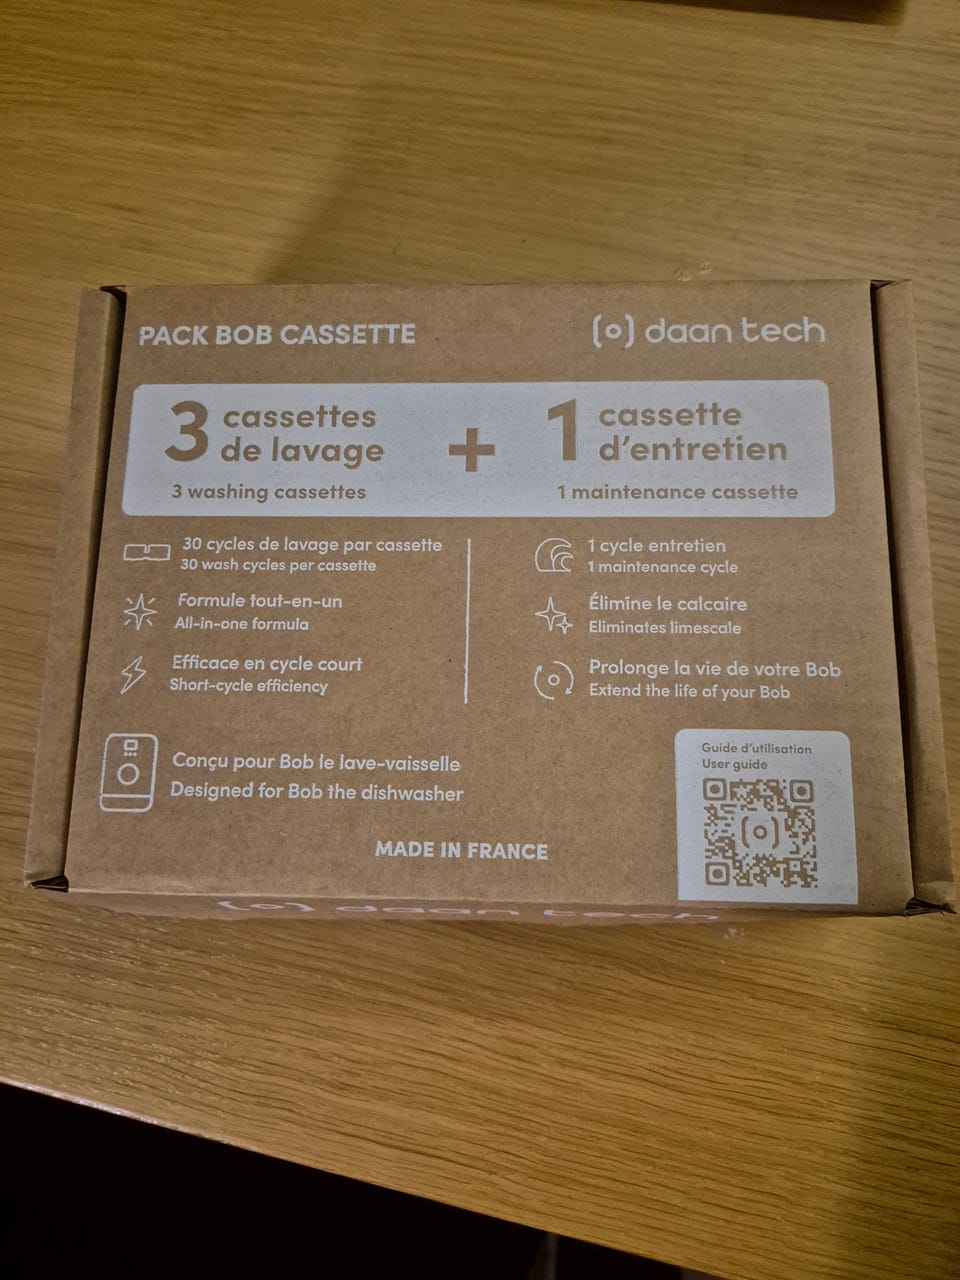 PACK BOB CASSETTE
daan tech
3 cassettes de lavage
3 washing cassettes
+
1 cassette d'entretien
1 maintenance cassette
30 cycles de lavage par cassette
30 wash cycles per cassette
Formule tout-en-un
All-in-one formula
Efficace en cycle court
Short-cycle efficiency
1 cycle entretien
1 maintenance cycle
Élimine le calcaire
Eliminates limescale
Prolonge la vie de votre Bob
Extend the life of your Bob
Conçu pour Bob le lave-vaisselle
Designed for Bob the dishwasher
Guide d'utilisation
User guide
MADE IN FRANCE
daan tech